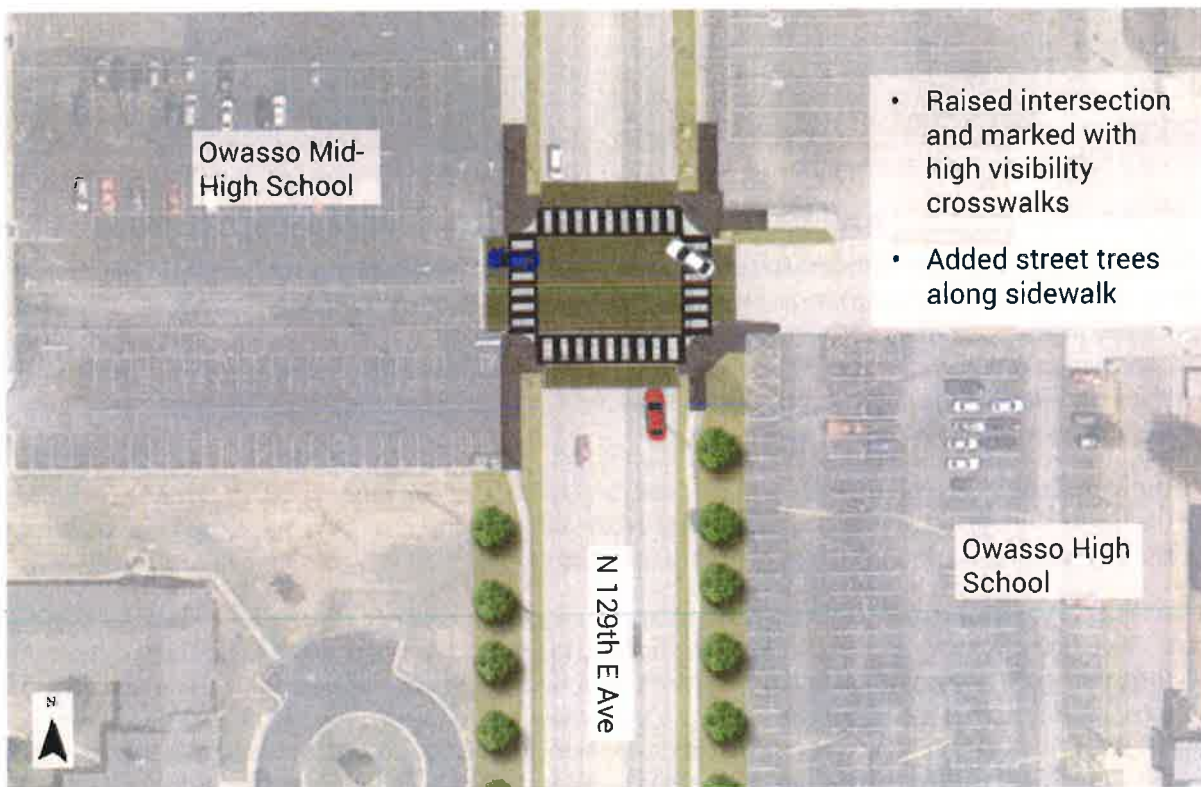 Owasso Mid-
High School
• Raised intersection
and marked with
high visibility
crosswalks
• Added street trees
along sidewalk
Owasso High
School
N 129th E Ave
N